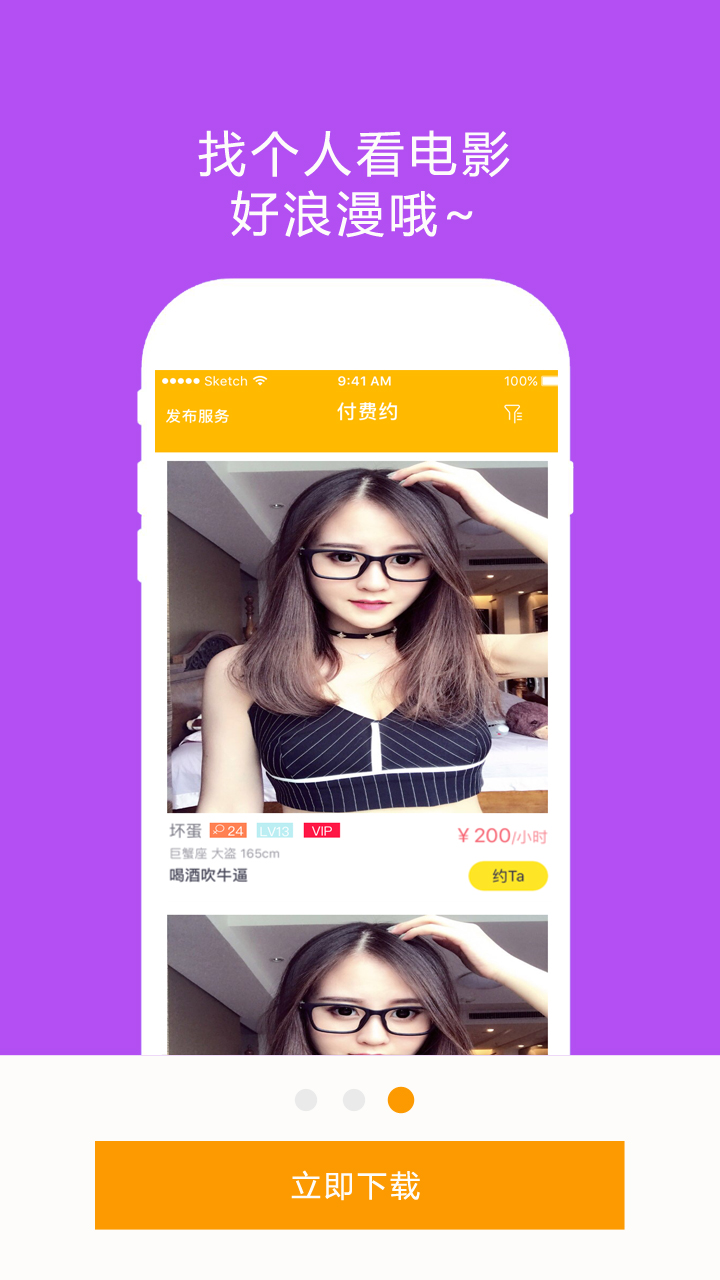 找个人看电影
好浪漫哦~
Sketch 9:41 AM 100%
发布服务 付费约
坏蛋 24 LV13 VIP ¥200/小时
巨蟹座 大盗 165cm
喝酒吹牛逼 约Ta
立即下载